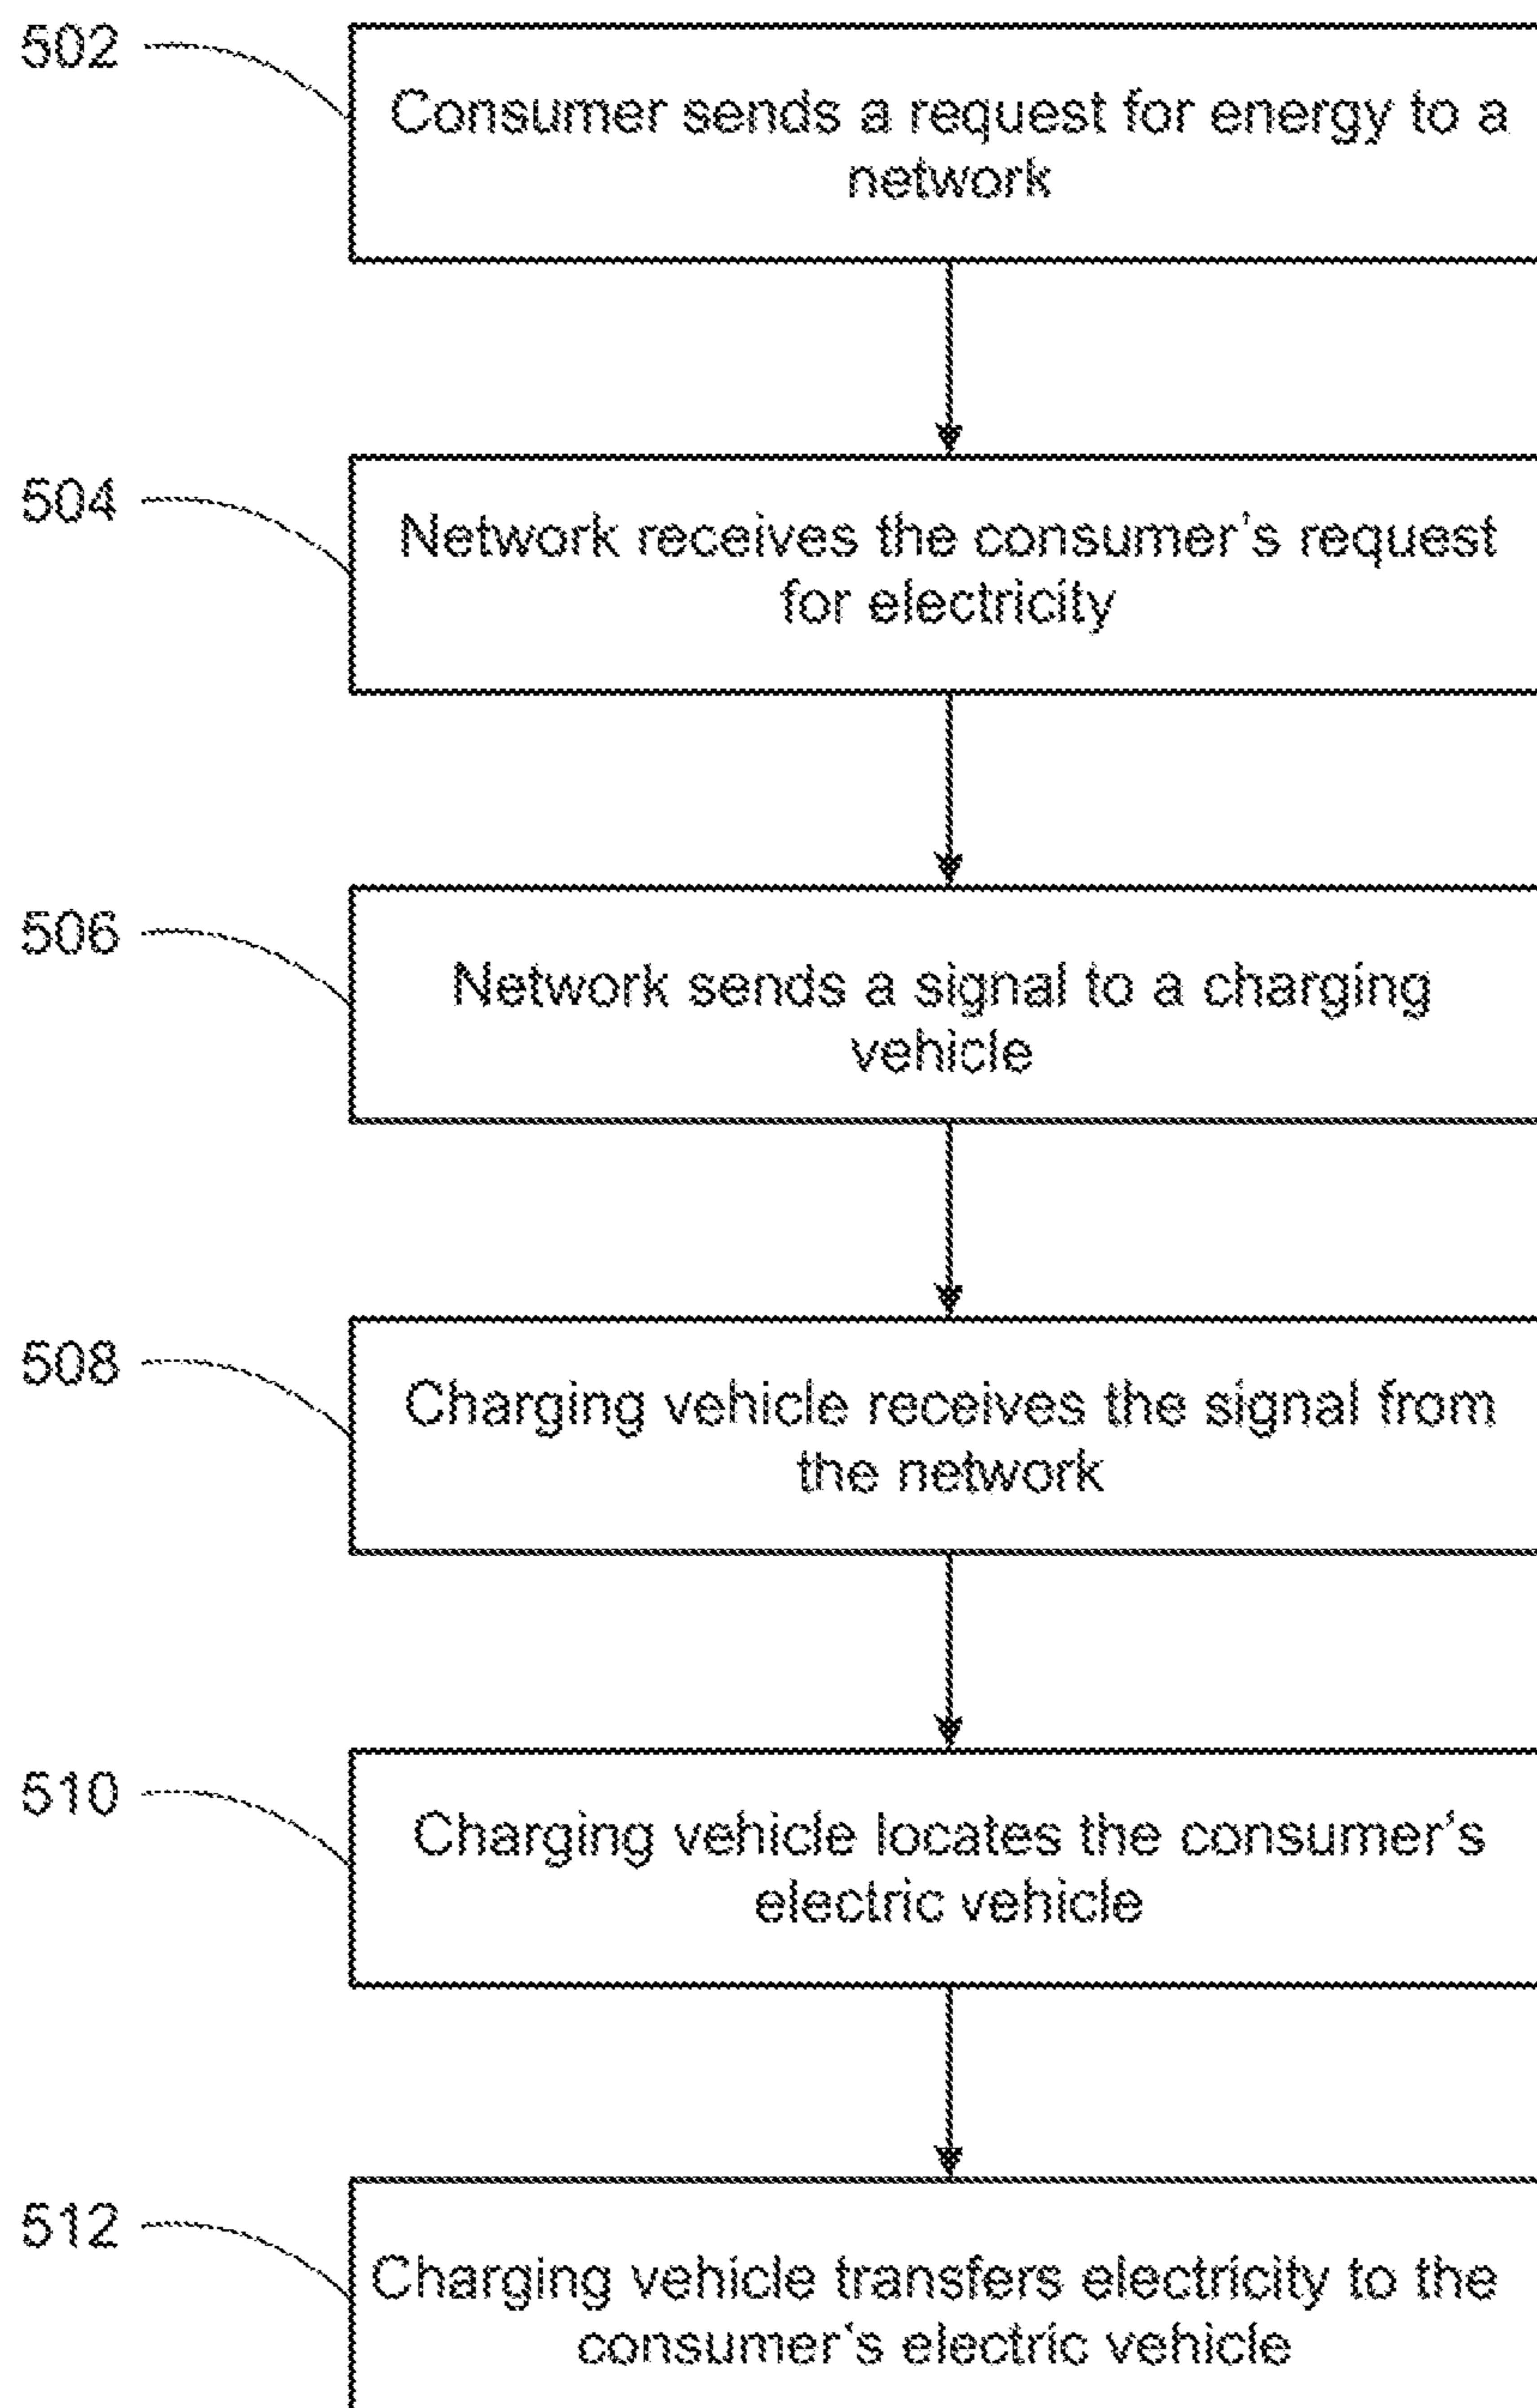 502
Consumer sends a request for energy to a
network
504
Network receives the consumer's request
for electricity
506
Network sends a signal to a charging
vehicle
508
Charging vehicle receives the signal from
the network
510
Charging vehicle locates the consumer's
electric vehicle
512
Charging vehicle transfers electricity to the
consumer's electric vehicle